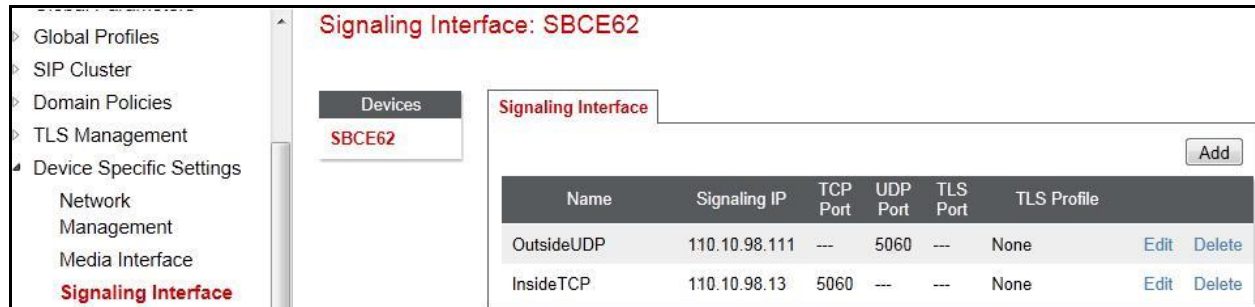 Global Profiles
SIP Cluster
Domain Policies
TLS Management
Device Specific Settings
Network
Management
Media Interface
Signaling Interface
Signaling Interface: SBCE62
Devices
SBCE62
Signaling Interface
Add
Name Signaling IP TCP Port UDP Port TLS Port TLS Profile
OutsideUDP 110.10.98.111 --- 5060 --- None Edit Delete
InsideTCP 110.10.98.13 5060 --- --- None Edit Delete